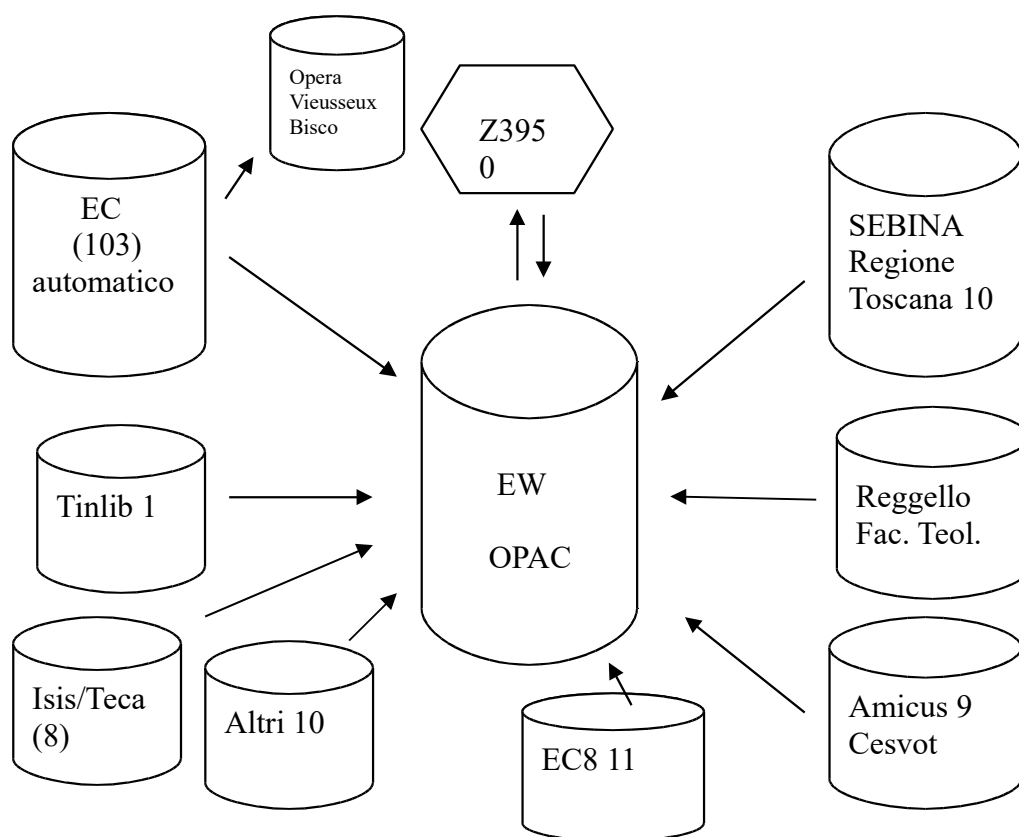 Opera
Vieusseux
Bisco
Z395
0
EC
(103)
automatico
SEBINA
Regione
Toscana 10
EW
OPAC
Tinlib 1
Reggello
Fac. Teol.
Isis/Teca
(8)
Altri 10
EC8 11
Amicus 9
Cesvot